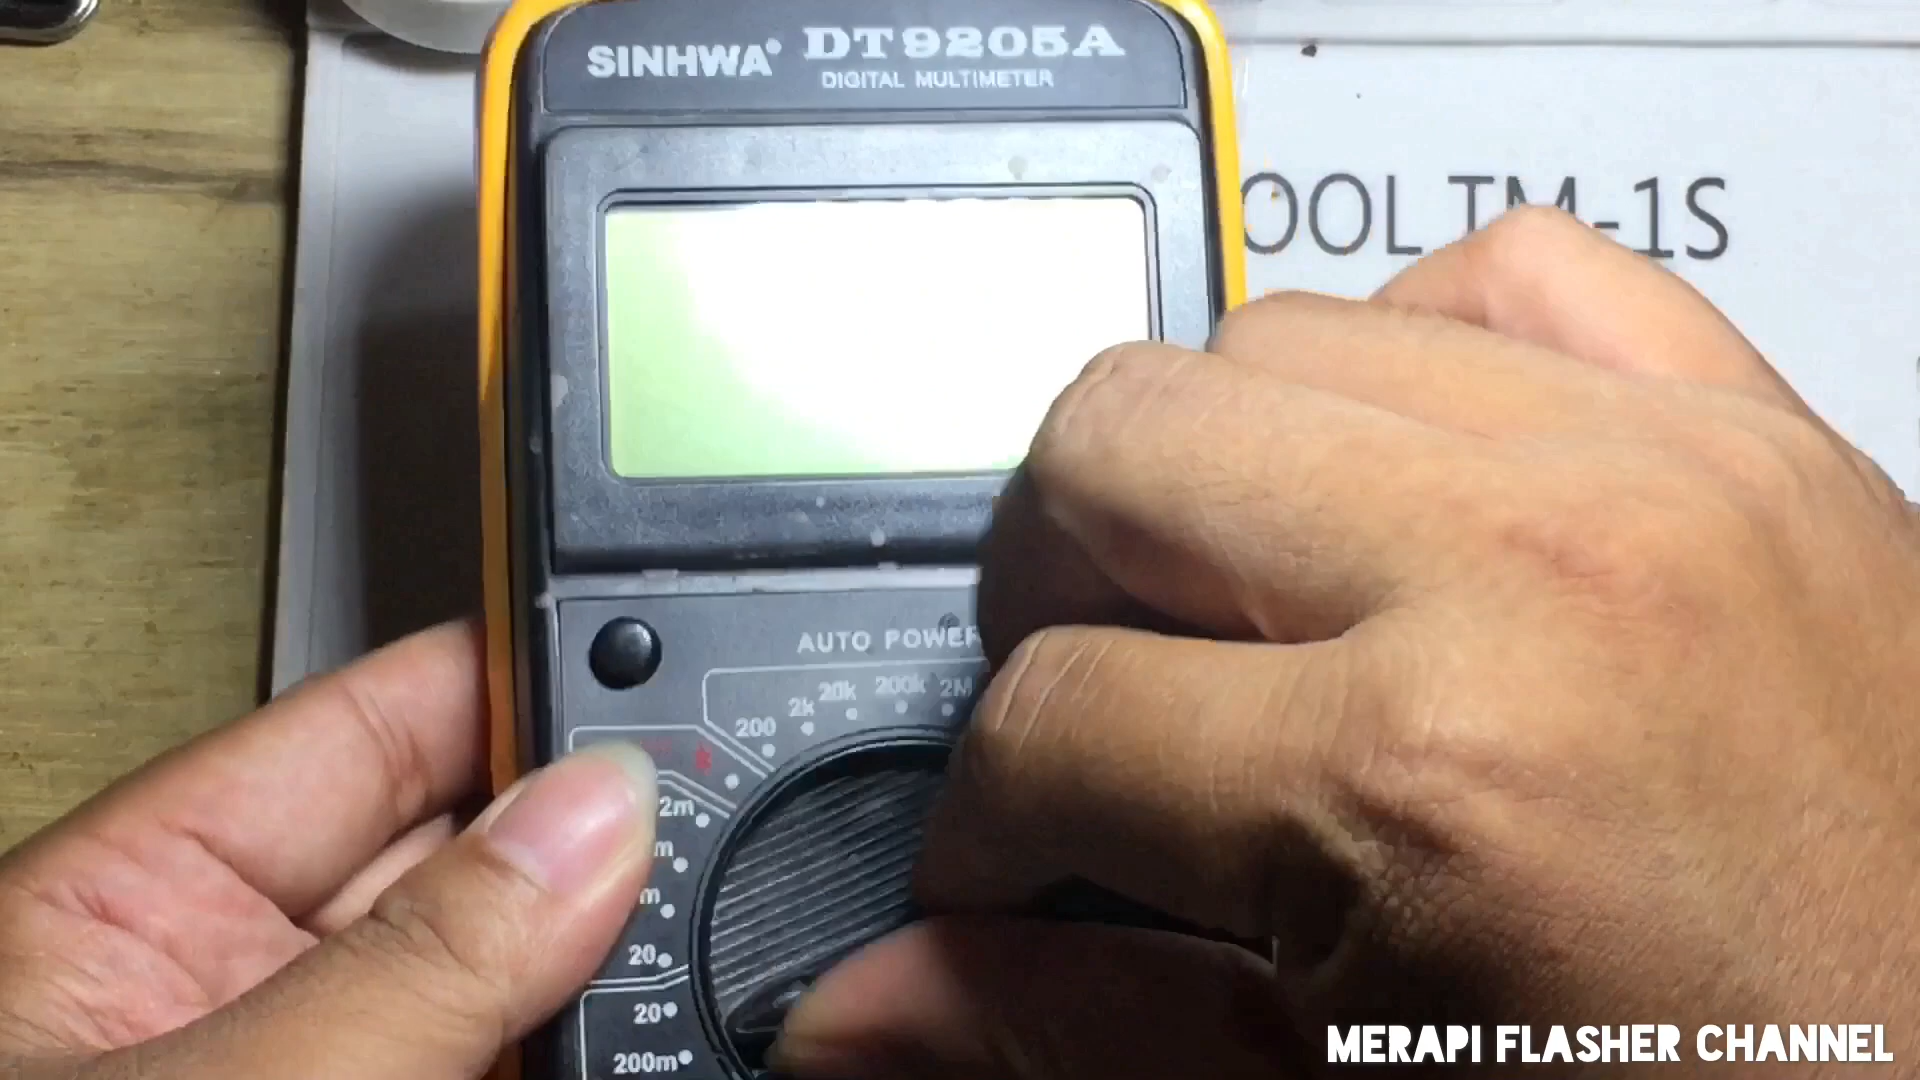 SINHWA DT9205A
DIGITAL MULTIMETER
OOL TM-1S
AUTO POWER
200 2k 20k 200k 2M
2m
m
m
20
20
200m
MERAPI FLASHER CHANNEL